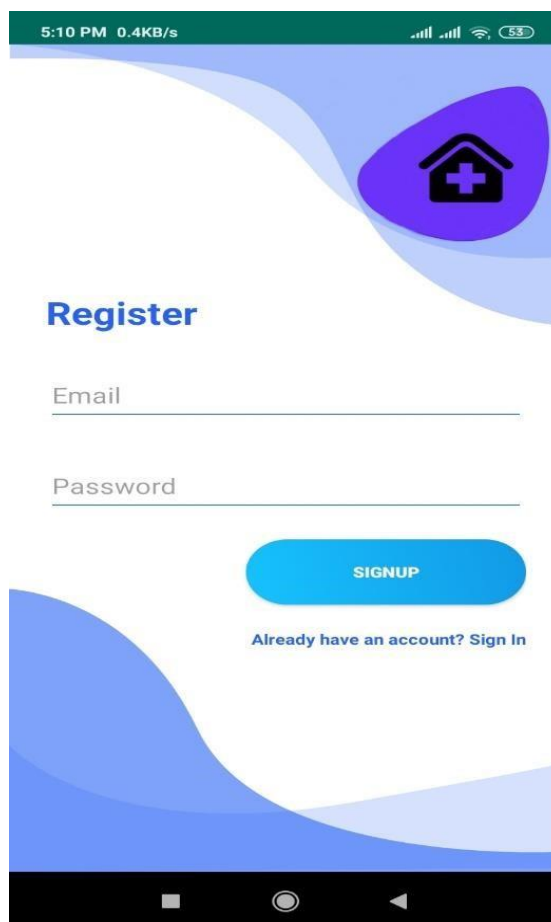 5:10 PM 0.4KB/s 53
Register
Email
Password
SIGNUP
Already have an account? Sign In